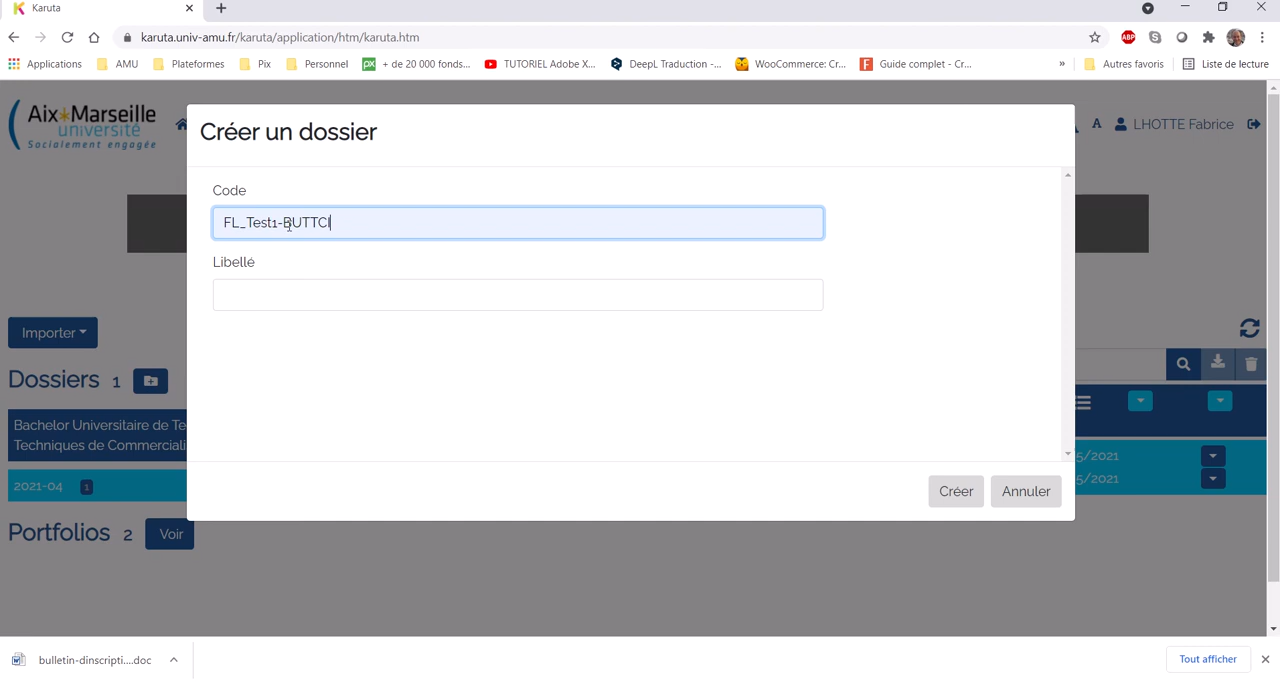 Karuta
karuta.univ-amu.fr/karuta/application/htm/karuta.htm
ABP
Applications AMU Plateformes Pix Personnel + de 20 000 fonds... TUTORIEL Adobe X... DeepL Traduction -... WooCommerce: Cr... Guide complet - Cr... » Autres favoris Liste de lecture
Aix*Marseille
université
Socialement engagée
A LHOTTE Fabrice
Créer un dossier
Code
FL_Test1-BUTTCI
Libellé
Importer
Dossiers 1
Bachelor Universitaire de Te
Techniques de Commerciali
2021-04 1
5/2021
5/2021
Créer Annuler
Portfolios 2 Voir
bulletin-dinscripti....doc
Tout afficher